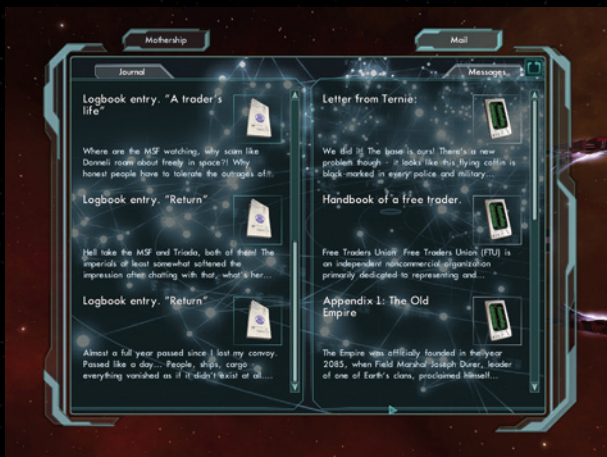 Mothership
Mail
Journal
Messages
Logbook entry. "A trader's
life"
Where are the MSF watching, why scum like
Donneli roam about freely in space?! Why
honest people have to tolerate the outrages of
Logbook entry. "Return"
Hell take the MSF and Triada, both of them! The
imperials at least somewhat softened the
impression after chatting with that, what's her...
Logbook entry. "Return"
Almost a full year passed since I lost my convoy.
Passed like a day... People, ships, cargo -
everything vanished as if it didn't exist at all....
Letter from Ternie:
We did it! The base is ours! There's a new
problem though - it looks like this flying coffin is
black-marked in every police and military...
Handbook of a free trader.
Free Traders Union Free Traders Union (FTU) is
an independent noncommercial organization
primarily dedicated to representing and...
Appendix 1: The Old
Empire
The Empire was officially founded in the year
2085, when Field Marshal Joseph Durer, leader
of one of Earth's clans, proclaimed himself...